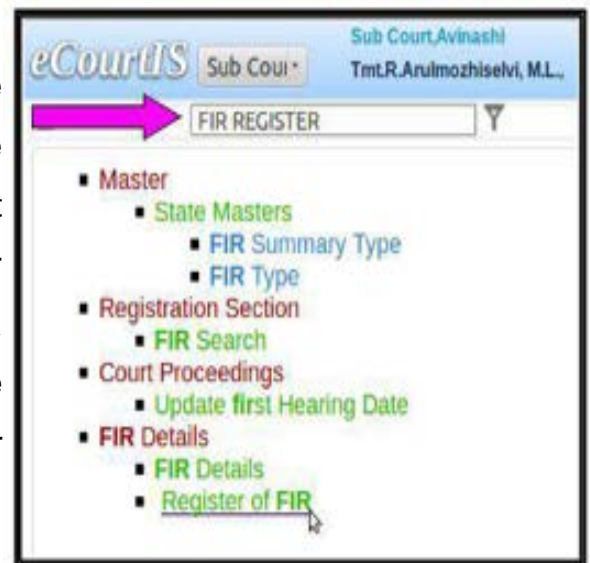 Sub Court,Avinashi
eCourtIS Sub Cour
Tmt.R.Arulmozhiselvi, M.L.,
FIR REGISTER
Master
State Masters
FIR Summary Type
FIR Type
Registration Section
FIR Search
Court Proceedings
Update first Hearing Date
FIR Details
FIR Details
Register of FIR